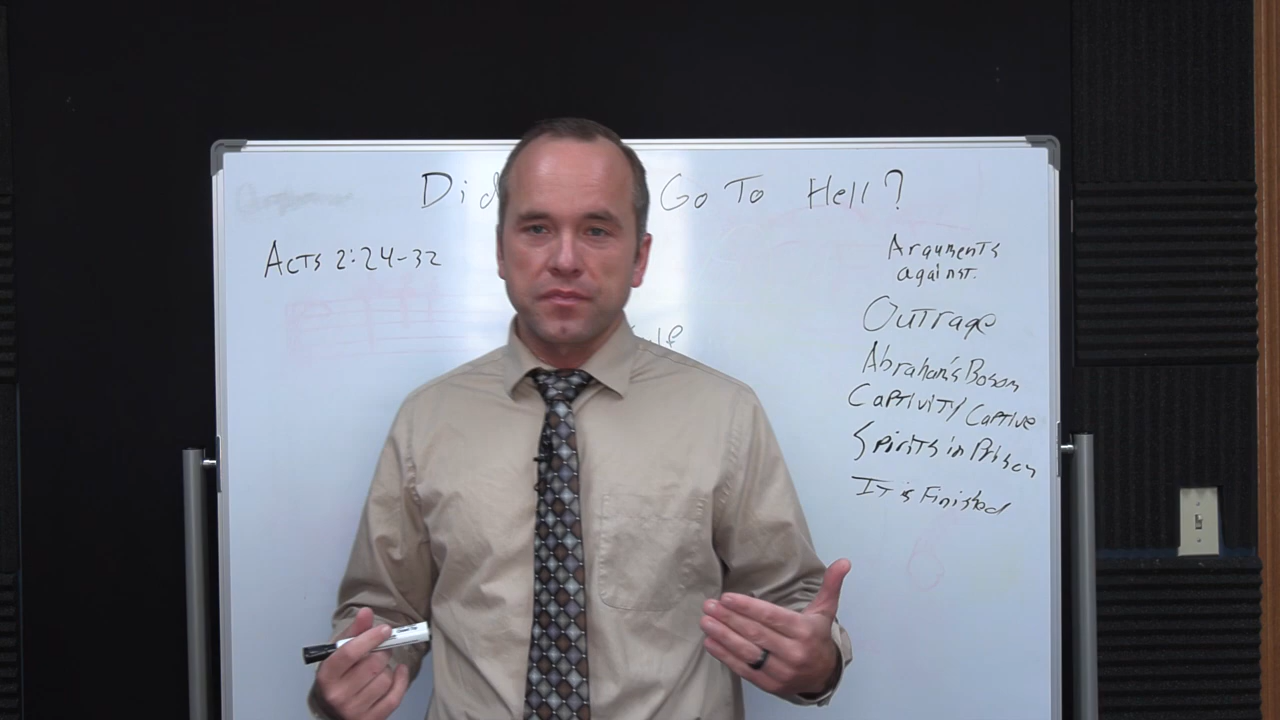 Did Go To Hell?
Acts 2:24-32
Arguments
against.
Outrage
Abraham's Bosom
Captivity Captive
Spirits in Prison
It is Finished